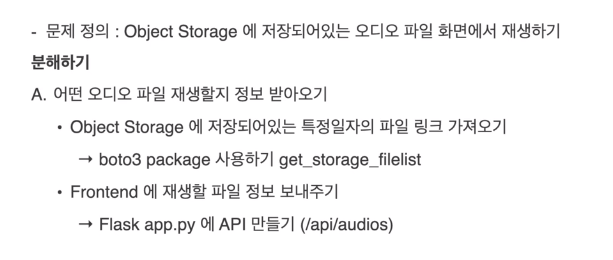 - 문제 정의 : Object Storage 에 저장되어있는 오디오 파일 화면에서 재생하기
분해하기
A. 어떤 오디오 파일 재생할지 정보 받아오기
• Object Storage 에 저장되어있는 특정일자의 파일 링크 가져오기
→ boto3 package 사용하기 get_storage_filelist
• Frontend 에 재생할 파일 정보 보내주기
→ Flask app.py 에 API 만들기 (/api/audios)